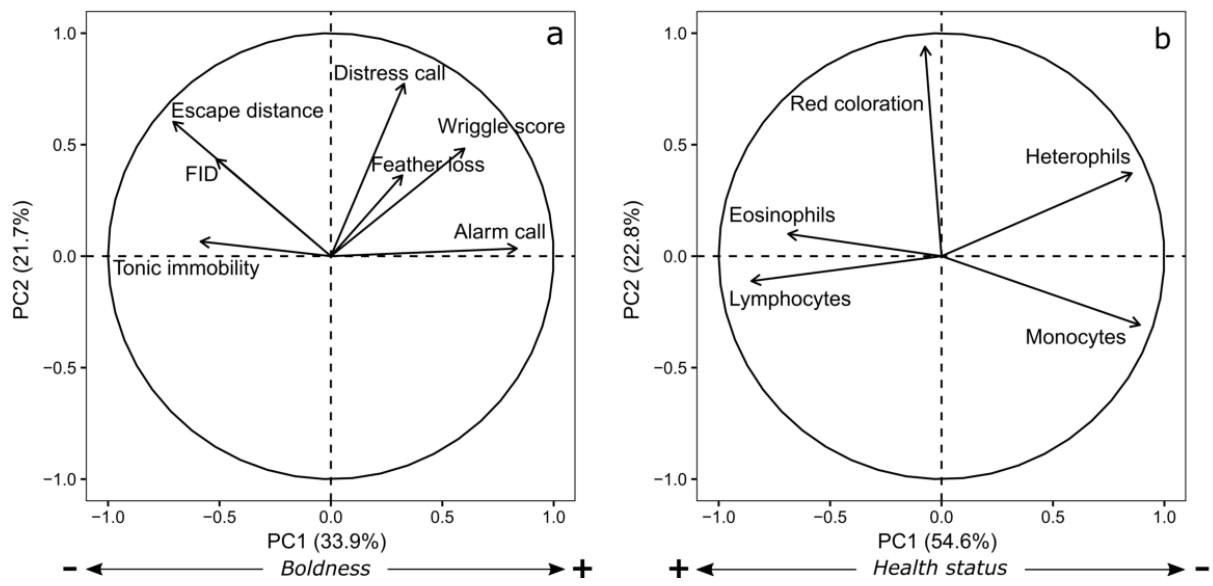 a
1.0
0.5
0.0
−0.5
−1.0
PC2 (21.7%)
Distress call
Escape distance
Wriggle score
FID
Feather loss
Alarm call
Tonic immobility
−1.0
−0.5
0.0
0.5
1.0
PC1 (33.9%)
- Boldness +
b
1.0
0.5
0.0
−0.5
−1.0
PC2 (22.8%)
Red coloration
Heterophils
Eosinophils
Lymphocytes
Monocytes
−1.0
−0.5
0.0
0.5
1.0
PC1 (54.6%)
+ Health status -